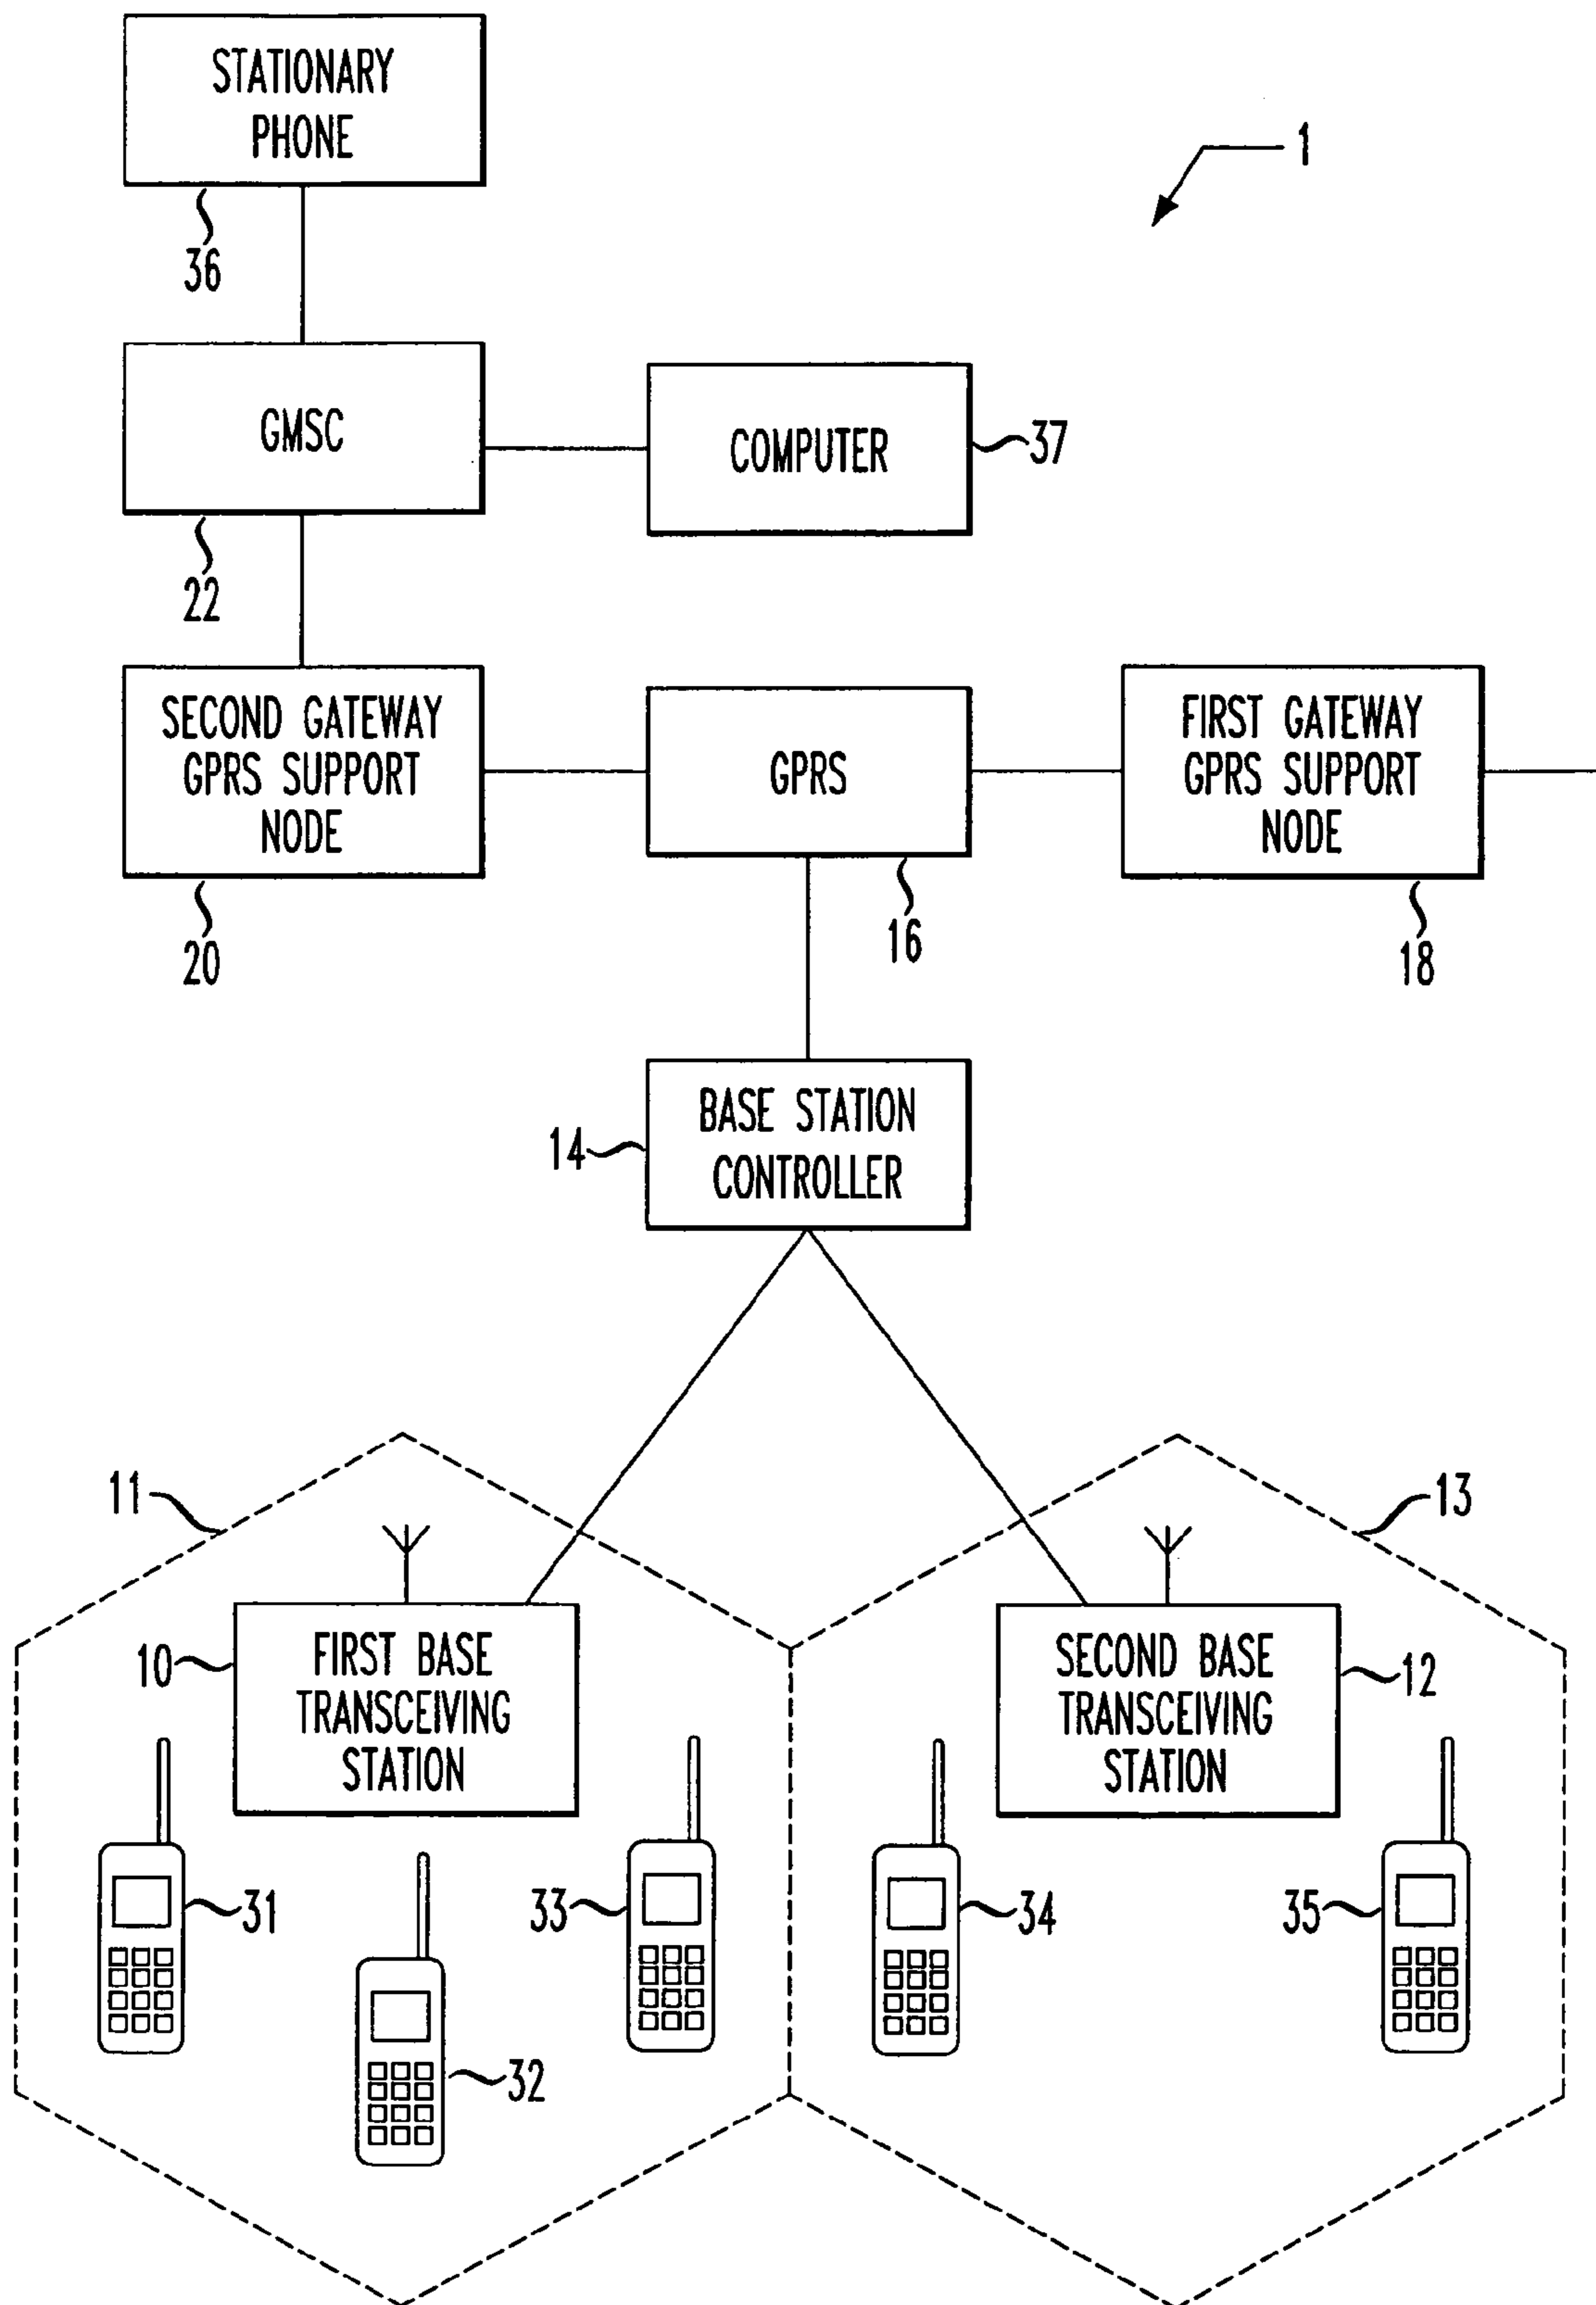 STATIONARY
PHONE
1
36
GMSC
COMPUTER
37
22
SECOND GATEWAY
GPRS SUPPORT
NODE
GPRS
FIRST GATEWAY
GPRS SUPPORT
NODE
20
16
18
BASE STATION
CONTROLLER
14
11
13
10
FIRST BASE
TRANSCEIVING
STATION
SECOND BASE
TRANSCEIVING
STATION
12
31
33
34
35
32